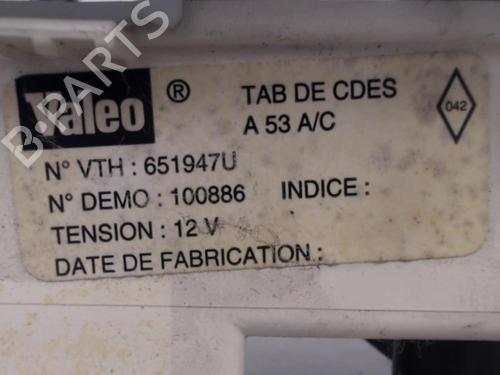 B-PARTS
Valeo ® TAB DE CDES
A 53 A/C
042
N° VTH : 651947U
N° DEMO : 100886 INDICE :
TENSION : 12 V
DATE DE FABRICATION :